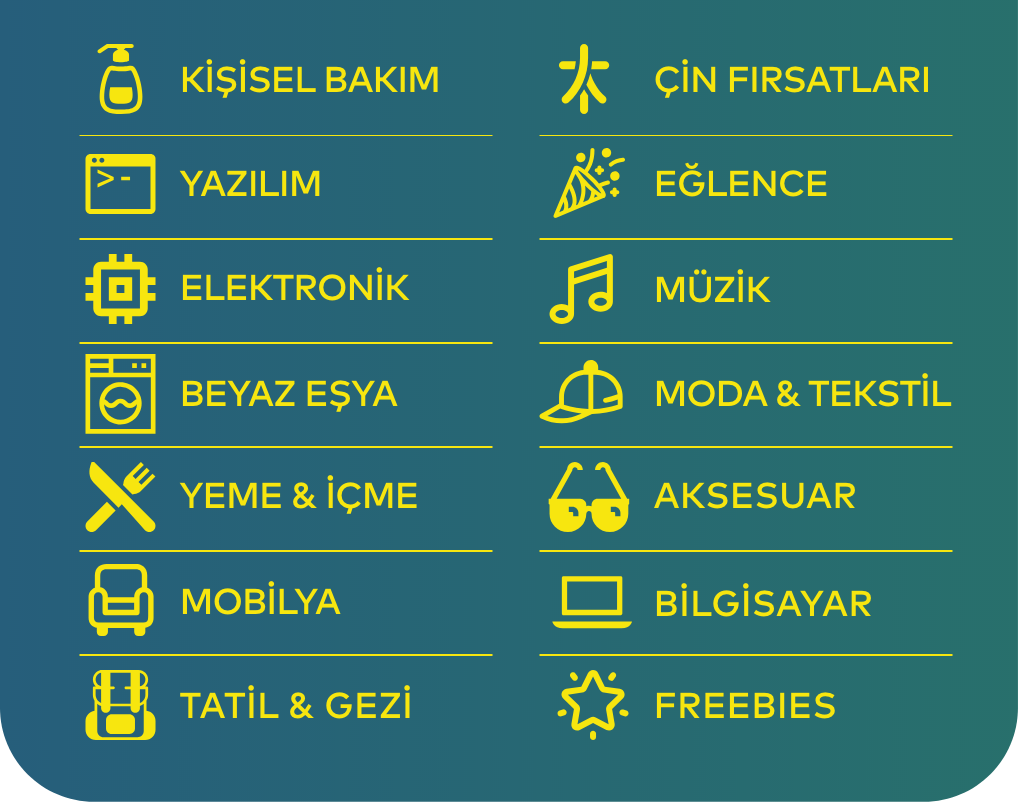 KİŞİSEL BAKIM
YAZILIM
>-
ELEKTRONİK
BEYAZ EŞYA
YEME & İÇME
MOBİLYA
TATİL & GEZİ
ÇİN FIRSATLARI
EĞLENCE
MÜZİK
MODA & TEKSTİL
AKSESUAR
BİLGİSAYAR
FREEBIES